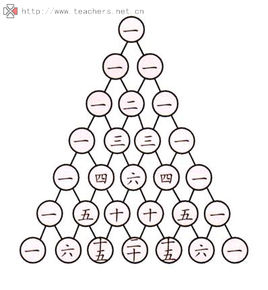 http://www.teachers.net.cn
一
一 一
一 二 一
一 三 三 一
一 四 六 四 一
一 五 十 十 五 一
一 六 十五 二十 十五 六 一